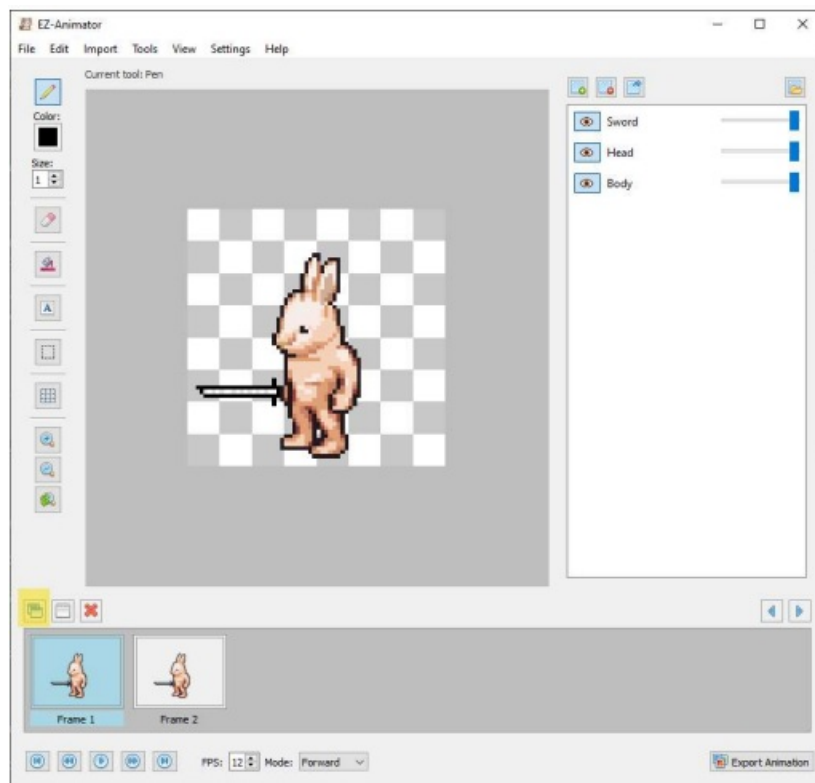 EZ-Animator
File Edit Import Tools View Settings Help
Current tool: Pen
Color:
Size:
1
A
Sword
Head
Body
Frame 1
Frame 2
FPS: 12 Mode: Forward
Export Animation